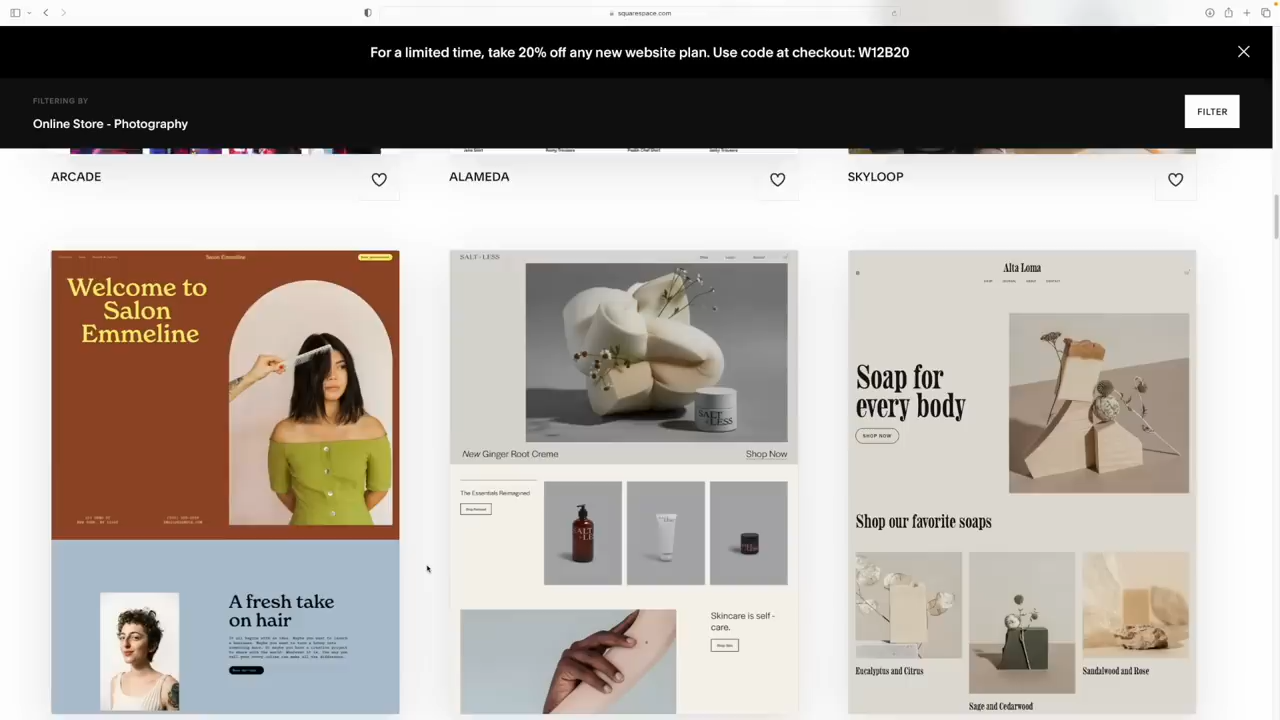 squarespace.com
For a limited time, take 20% off any new website plan. Use code at checkout: W12B20
FILTERING BY
Online Store - Photography
FILTER
ARCADE
ALAMEDA
SKYLOOP
Salon Emmeline
Welcome to
Salon
Emmeline
A fresh take
on hair
SALT + LESS
Shop
New Ginger Root Creme
Shop Now
The Essentials Reimagined
Skincare is self-
care.
Alta Loma
Soap for
every body
SHOP NOW
Shop our favorite soaps
Eucalyptus and Citrus
Sandalwood and Rose
Sage and Cedarwood